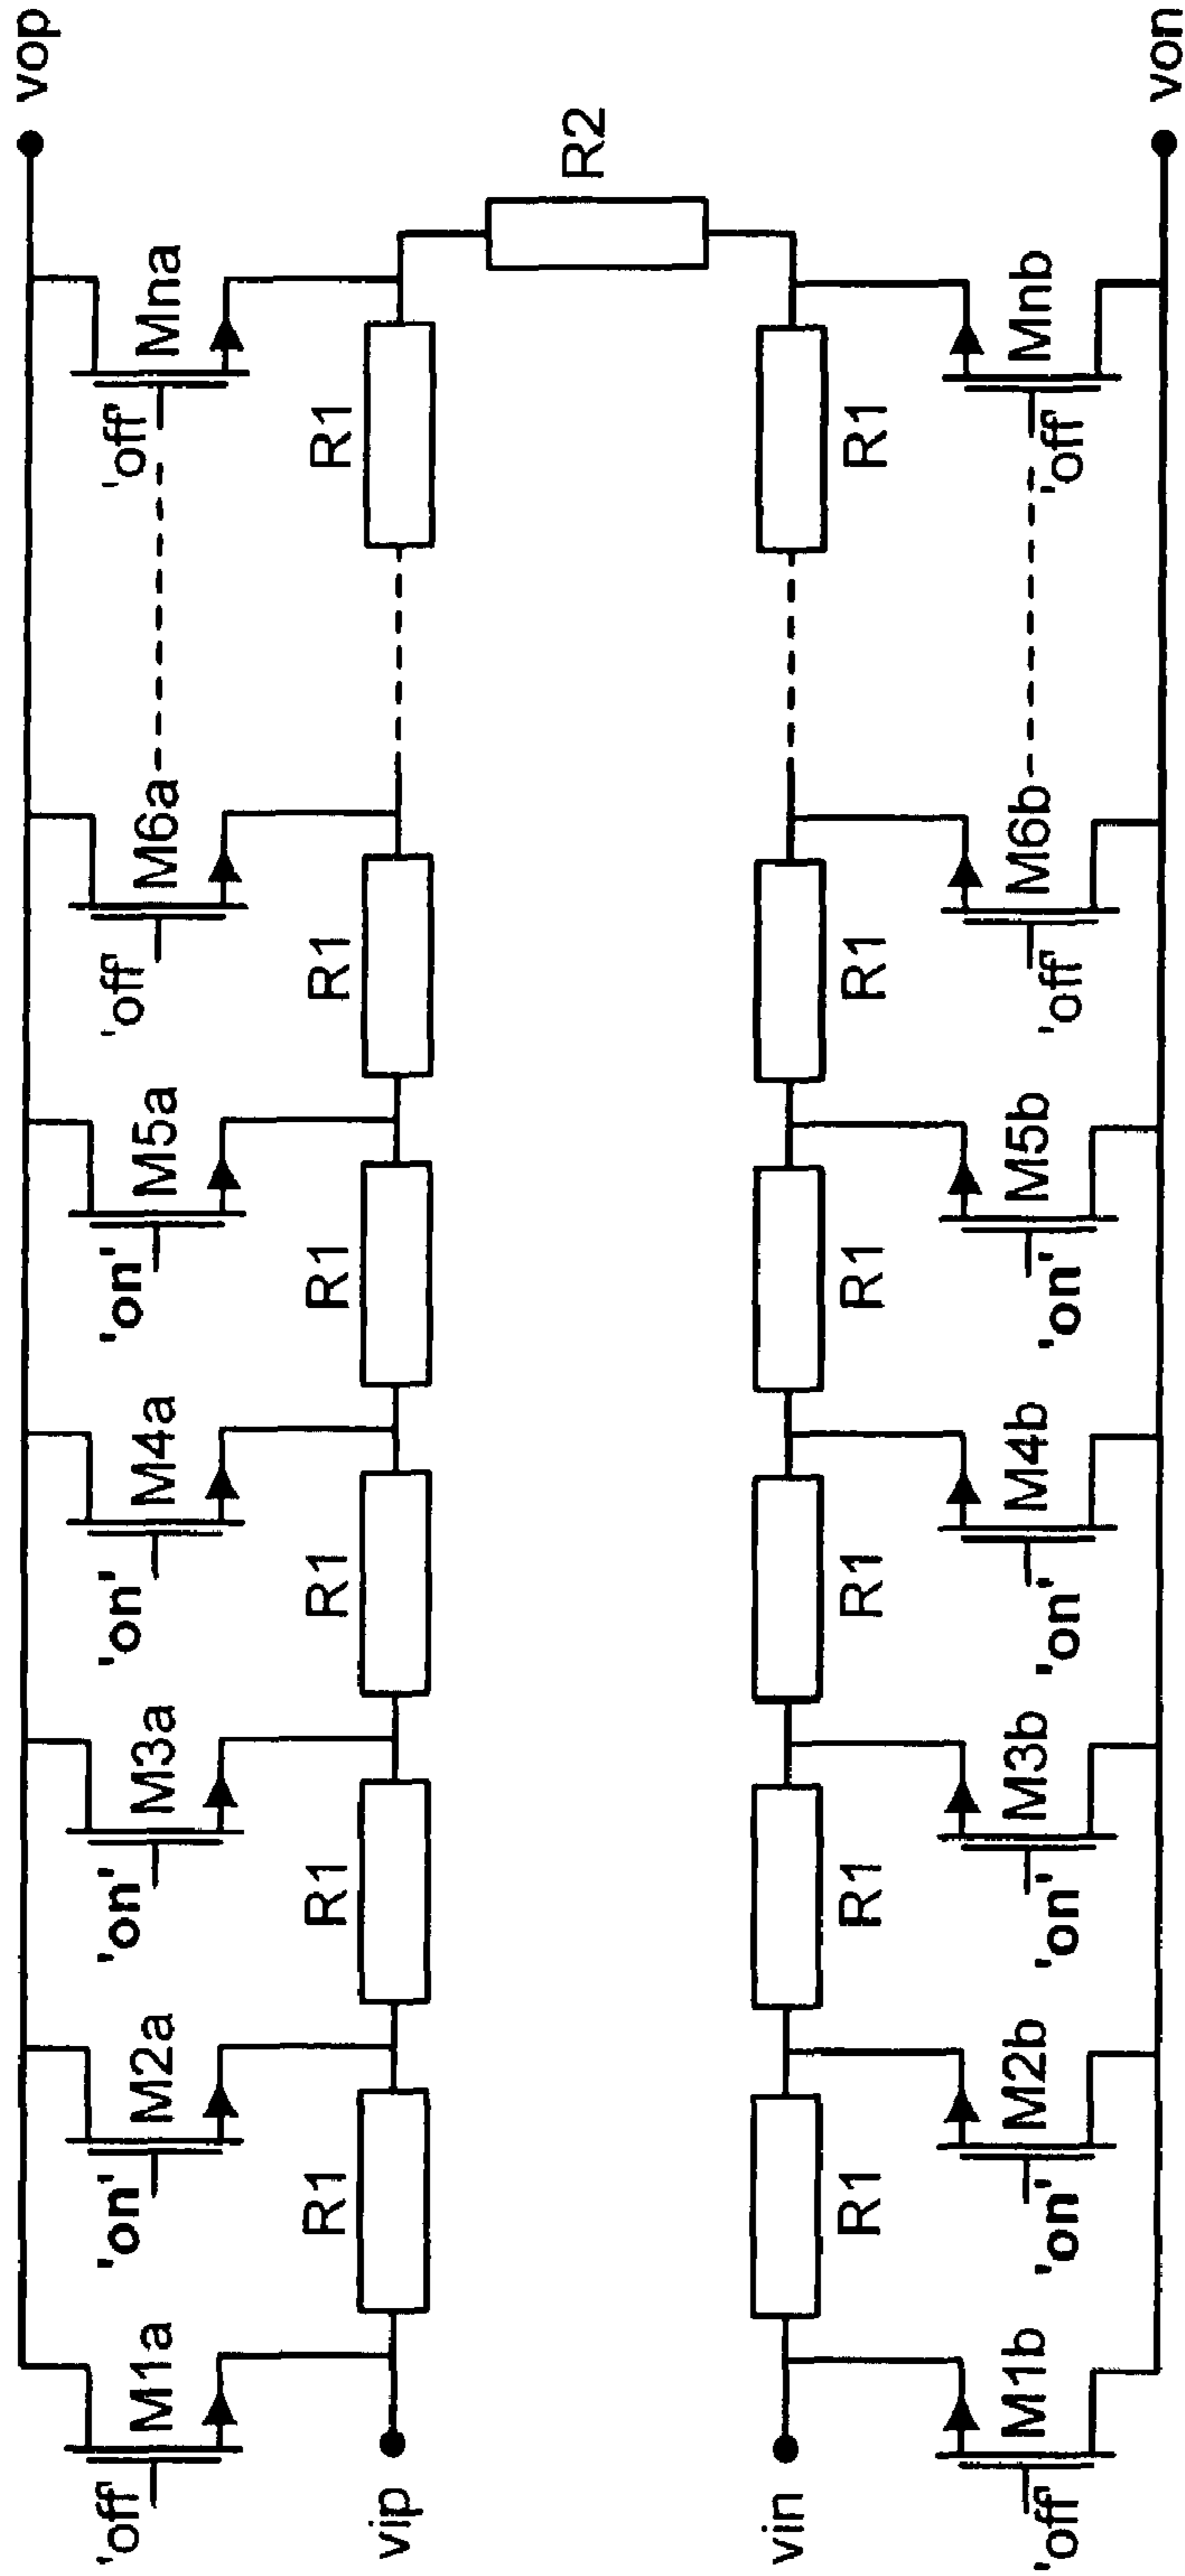 vop
'off' 'on' 'on' 'on' 'on' 'off' 'off'
M1a M2a M3a M4a M5a M6a Mna
R1 R1 R1 R1 R1 R1
vip
R2
vin
R1 R1 R1 R1 R1 R1
M1b M2b M3b M4b M5b M6b Mnb
'off' 'on' 'on' 'on' 'on' 'off' 'off'
von